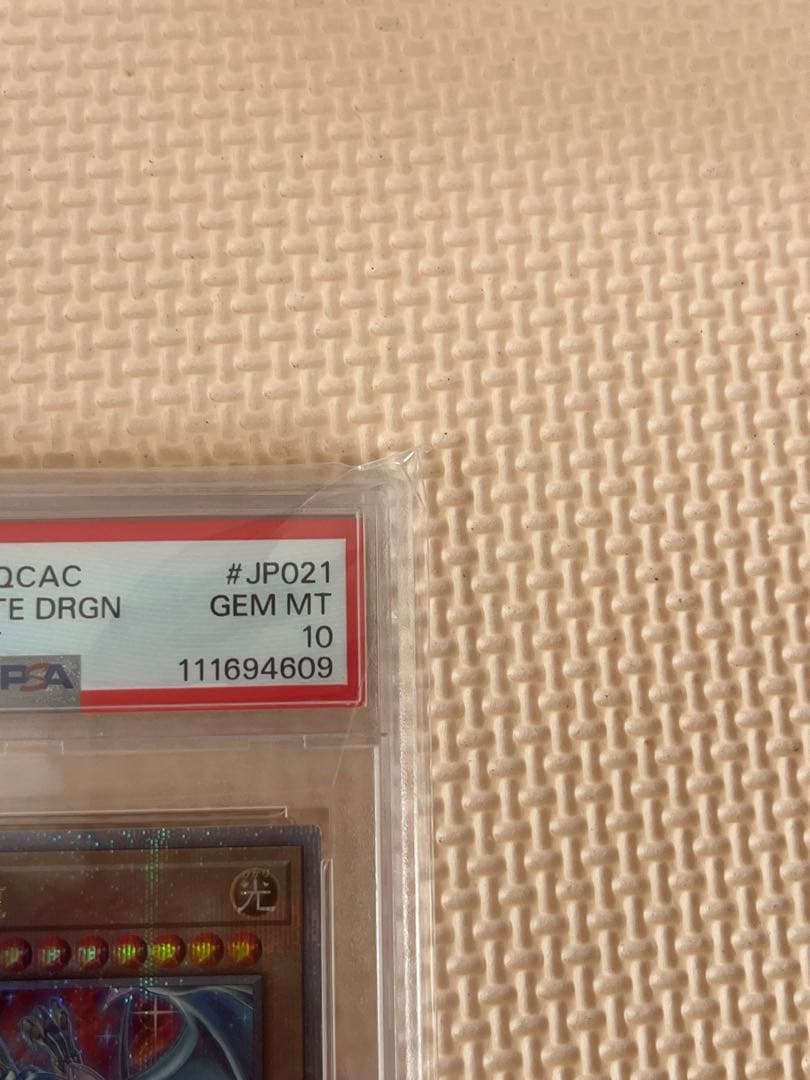 QCAC #JP021
TE DRGN GEM MT
10
PSA 111694609
光